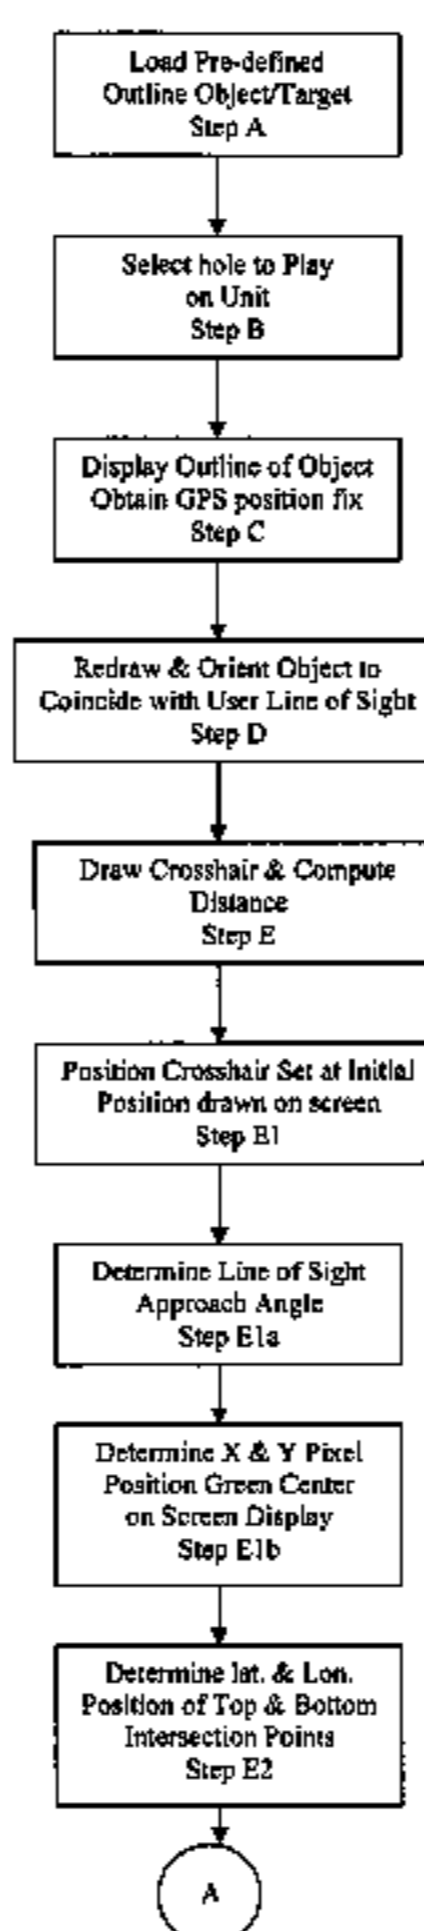 Load Pre-defined
Outline Object/Target
Step A
Select hole to Play
on Unit
Step B
Display Outline of Object
Obtain GPS position fix
Step C
Redraw & Orient Object to
Coincide with User Line of Sight
Step D
Draw Crosshair & Compute
Distance
Step E
Position Crosshair Set at Initial
Position drawn on screen
Step E1
Determine Line of Sight
Approach Angle
Step E1a
Determine X & Y Pixel
Position Green Center
on Screen Display
Step E1b
Determine lat. & Lon.
Position of Top & Bottom
Intersection Points
Step E2
A